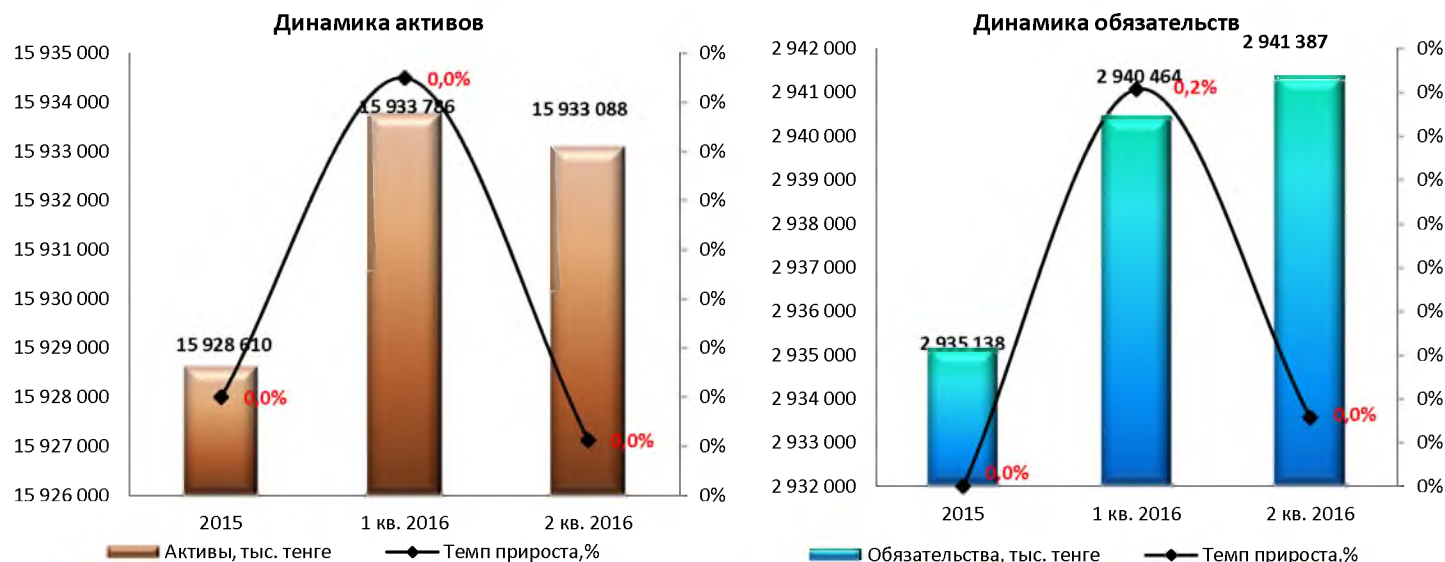 Динамика активов
15 935 000
15 934 000
15 933 000
15 932 000
15 931 000
15 930 000
15 929 000
15 928 000
15 927 000
15 926 000
15 928 610
15 933 786
15 933 088
0,0%
0,0%
0,0%
0%
0%
0%
0%
0%
0%
0%
0%
0%
0%
2015
1 кв. 2016
2 кв. 2016
Активы, тыс. тенге
Темп прироста,%
Динамика обязательств
2 942 000
2 941 000
2 940 000
2 939 000
2 938 000
2 937 000
2 936 000
2 935 000
2 934 000
2 933 000
2 932 000
2 935 138
2 940 464
2 941 387
0,0%
0,2%
0,0%
0%
0%
0%
0%
0%
0%
0%
0%
0%
0%
0%
2015
1 кв. 2016
2 кв. 2016
Обязательства, тыс. тенге
Темп прироста,%